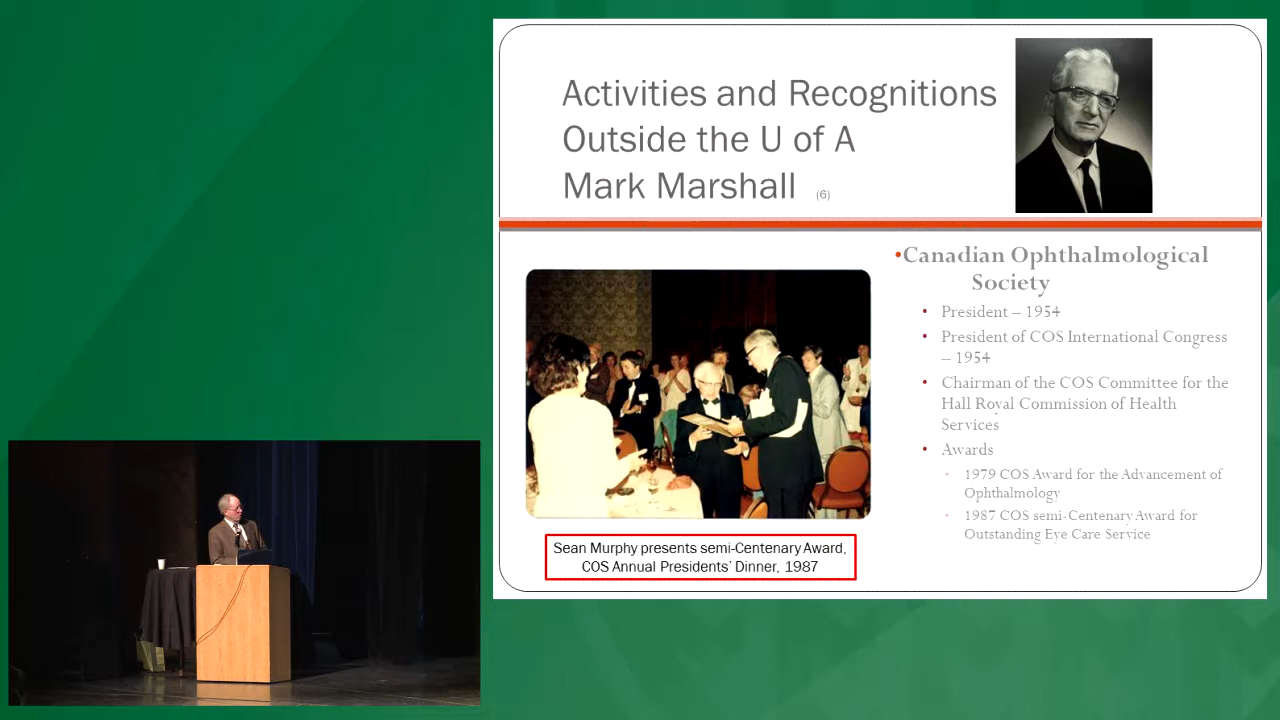 Activities and Recognitions
Outside the U of A
Mark Marshall (6)
•Canadian Ophthalmological
Society
• President – 1954
• President of COS International Congress
– 1954
• Chairman of the COS Committee for the
Hall Royal Commission of Health
Services
• Awards
• 1979 COS Award for the Advancement of
Ophthalmology
• 1987 COS semi-Centenary Award for
Outstanding Eye Care Service
Sean Murphy presents semi-Centenary Award,
COS Annual Presidents' Dinner, 1987